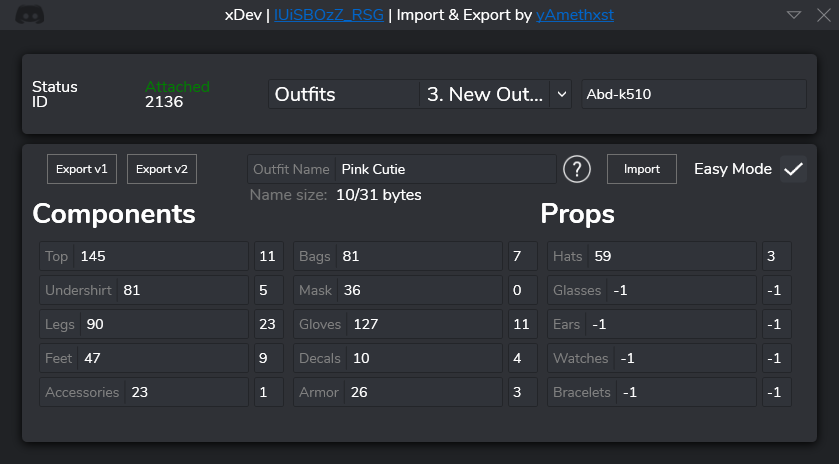 xDev | IUiSBOzZ_RSG | Import & Export by yAmethxst
Status Attached
ID 2136
Outfits 3. New Out... Abd-k510
Export v1 Export v2 Outfit Name Pink Cutie ? Import Easy Mode
Name size: 10/31 bytes
Components Props
Top 145 11 Bags 81 7 Hats 59 3
Undershirt 81 5 Mask 36 0 Glasses -1 -1
Legs 90 23 Gloves 127 11 Ears -1 -1
Feet 47 9 Decals 10 4 Watches -1 -1
Accessories 23 1 Armor 26 3 Bracelets -1 -1